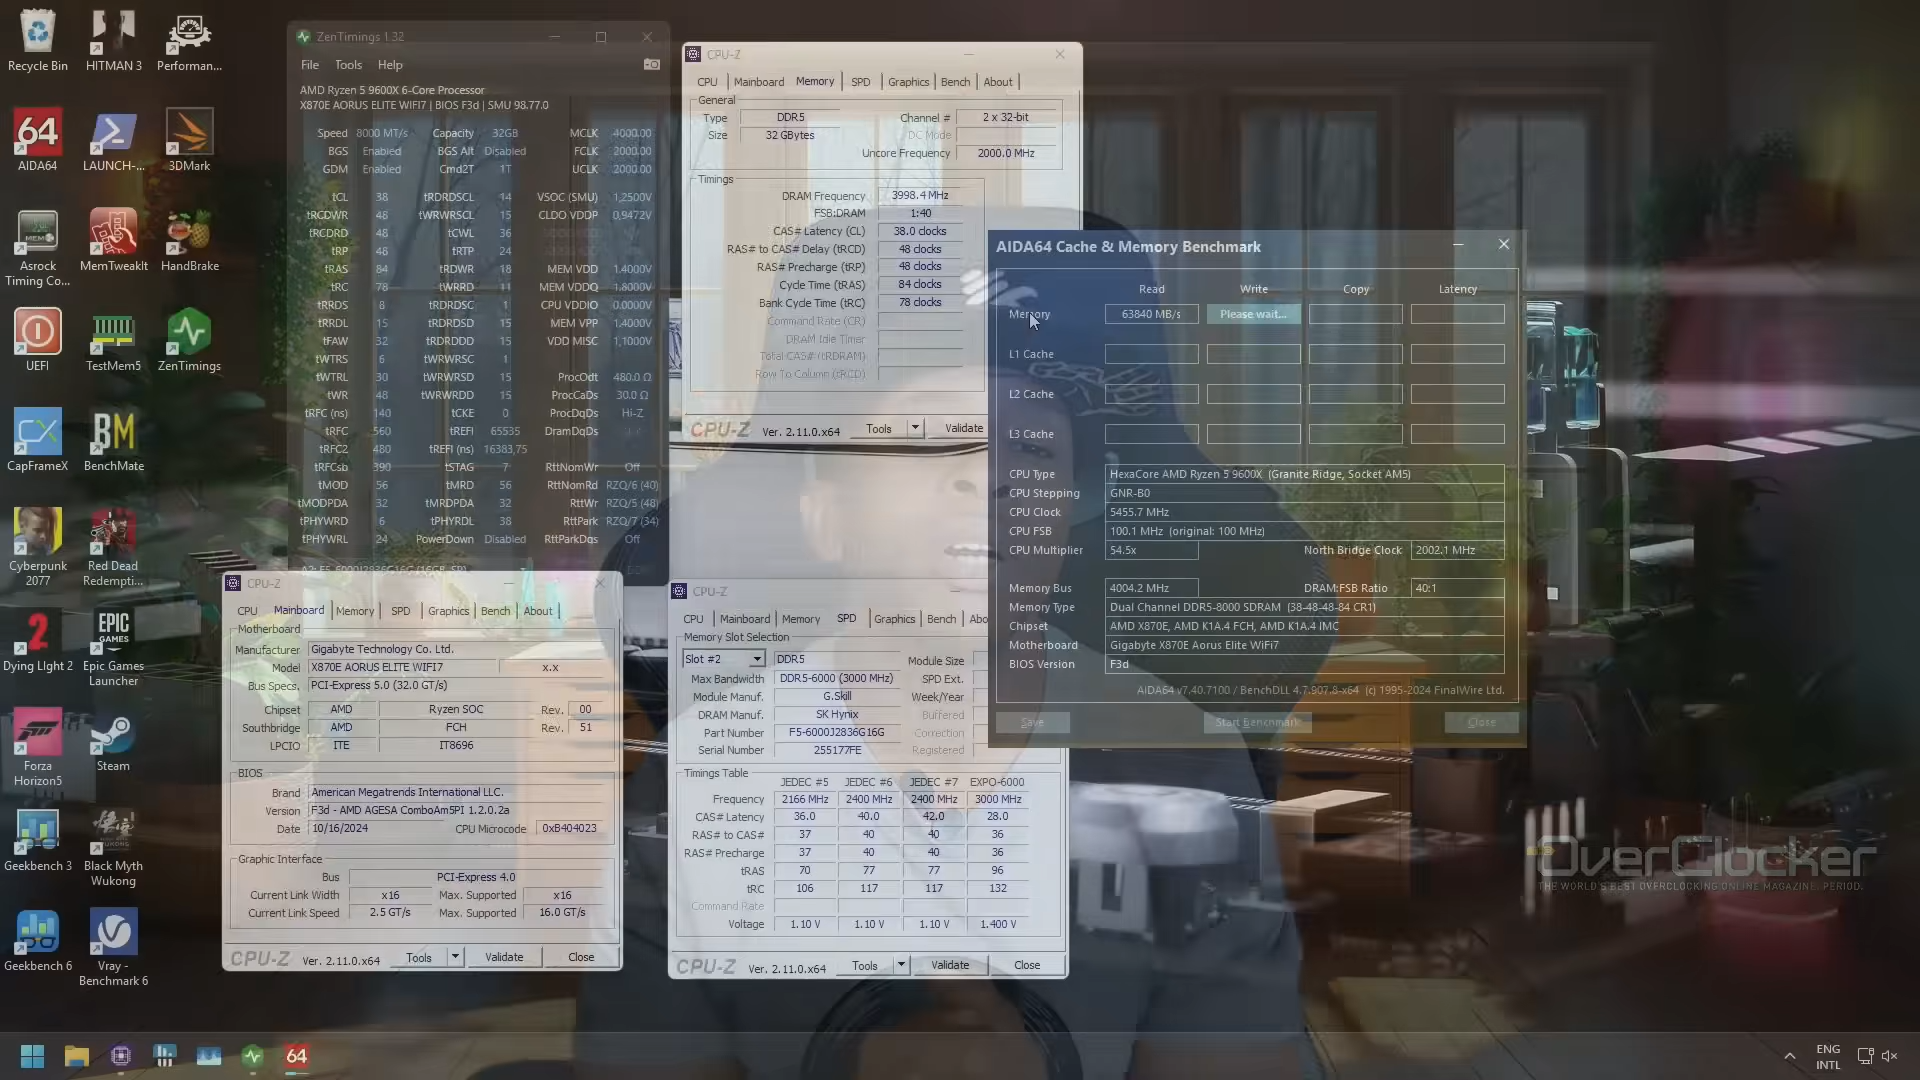 Recycle Bin
HITMAN 3
Performan...
AIDA64
LAUNCH-...
3DMark
Asrock
Timing Co...
MemTweakIt
HandBrake
UEFI
TestMem5
ZenTimings
CapFrameX
BenchMate
Cyberpunk
2077
Red Dead
Redempti...
Dying LIght 2
Epic Games
Launcher
Forza
Horizon5
Steam
Geekbench 3
Black Myth
Wukong
Geekbench 6
Vray -
Benchmark 6
ZenTimings 1.32
File Tools Help
AMD Ryzen 5 9600X 6-Core Processor
X870E AORUS ELITE WIFI7 | BIOS F3d | SMU 98.77.0
Speed 8000 MT/s Capacity 32GB MCLK 4000.00
BGS Enabled BGS Alt Disabled FCLK 2000.00
GDM Enabled Cmd2T 1T UCLK 2000.00
tCL 38 tRDRDSCL 14 VSOC (SMU) 1,2500V
tRCDWR 48 tWRWRSCL 15 CLDO VDDP 0,9472V
tRCDRD 48 tCWL 36
tRP 48 tRTP 24
tRAS 84 tRDWR 18 MEM VDD 1.4000V
tRC 78 tWRRD 11 MEM VDDQ 1.8000V
tRRDS 8 tRDRDSC 1 CPU VDDIO 0.0000V
tRRDL 15 tRDRDSD 15 MEM VPP 1.4000V
tFAW 32 tRDRDDD 15 VDD MISC 1,1000V
tWTRS 6 tWRWRSC 1
tWTRL 30 tWRWRSD 15 ProcOdt 480.0 Ω
tWR 48 tWRWRDD 15 ProcCaDs 30.0 Ω
tRFC (ns) 140 tCKE 0 ProcDqDs Hi-Z
tRFC 560 tREFI 65535 DramDqDs
tRFC2 480 tREFI (ns) 16383,75
tRFCsb 390 tSTAG 7 RttNomWr Off
tMOD 56 tMRD 56 RttNomRd RZQ/6 (40)
tMODPDA 32 tMRDPDA 32 RttWr RZQ/5 (48)
tPHYWRD 6 tPHYRDL 38 RttPark RZQ/7 (34)
tPHYWRL 24 PowerDown Disabled RttParkDqs Off
A2: F5-6000J2836G16G (16GB, SR)
CPU-Z
CPU Mainboard Memory SPD Graphics Bench About
General
Type DDR5 Channel # 2 x 32-bit
Size 32 GBytes DC Mode
Uncore Frequency 2000.0 MHz
Timings
DRAM Frequency 3998.4 MHz
FSB:DRAM 1:40
CAS# Latency (CL) 38.0 clocks
RAS# to CAS# Delay (tRCD) 48 clocks
RAS# Precharge (tRP) 48 clocks
Cycle Time (tRAS) 84 clocks
Bank Cycle Time (tRC) 78 clocks
Command Rate (CR)
DRAM Idle Timer
Total CAS# (tRDRAM)
Row To Column (tRCD)
CPU-Z Ver. 2.11.0.x64 Tools Validate
AIDA64 Cache & Memory Benchmark
Read Write Copy Latency
Memory 63840 MB/s Please wait...
L1 Cache
L2 Cache
L3 Cache
CPU Type HexaCore AMD Ryzen 5 9600X (Granite Ridge, Socket AM5)
CPU Stepping GNR-B0
CPU Clock 5455.7 MHz
CPU FSB 100.1 MHz (original: 100 MHz)
CPU Multiplier 54.5x North Bridge Clock 2002.1 MHz
Memory Bus 4004.2 MHz DRAM:FSB Ratio 40:1
Memory Type Dual Channel DDR5-8000 SDRAM (38-48-48-84 CR1)
Chipset AMD X870E, AMD K1A.4 FCH, AMD K1A.4 IMC
Motherboard Gigabyte X870E Aorus Elite WiFi7
BIOS Version F3d
AIDA64 v7.40.7100 / BenchDLL 4.7.907.8-x64 (c) 1995-2024 FinalWire Ltd.
Save Start Benchmark Close
CPU-Z
CPU Mainboard Memory SPD Graphics Bench About
Motherboard
Manufacturer Gigabyte Technology Co. Ltd.
Model X870E AORUS ELITE WIFI7 x.x
Bus Specs. PCI-Express 5.0 (32.0 GT/s)
Chipset AMD Ryzen SOC Rev. 00
Southbridge AMD FCH Rev. 51
LPCIO ITE IT8696
BIOS
Brand American Megatrends International LLC.
Version F3d - AMD AGESA ComboAm5PI 1.2.0.2a
Date 10/16/2024 CPU Microcode 0xB404023
Graphic Interface
Bus PCI-Express 4.0
Current Link Width x16 Max. Supported x16
Current Link Speed 2.5 GT/s Max. Supported 16.0 GT/s
CPU-Z Ver. 2.11.0.x64 Tools Validate Close
CPU-Z
CPU Mainboard Memory SPD Graphics Bench Abo
Memory Slot Selection
Slot #2 DDR5 Module Size
Max Bandwidth DDR5-6000 (3000 MHz) SPD Ext.
Module Manuf. G.Skill Week/Year
DRAM Manuf. SK Hynix Buffered
Part Number F5-6000J2836G16G Correction
Serial Number 255177FE Registered
Timings Table
JEDEC #5 JEDEC #6 JEDEC #7 EXPO-6000
Frequency 2166 MHz 2400 MHz 2400 MHz 3000 MHz
CAS# Latency 36.0 40.0 42.0 28.0
RAS# to CAS# 37 40 40 36
RAS# Precharge 37 40 40 36
tRAS 70 77 77 96
tRC 106 117 117 132
Command Rate
Voltage 1.10 V 1.10 V 1.10 V 1.400 V
CPU-Z Ver. 2.11.0.x64 Tools Validate Close
OverClocker
THE WORLD'S BEST OVERCLOCKING ONLINE MAGAZINE. PERIOD.
64
ENG
INTL